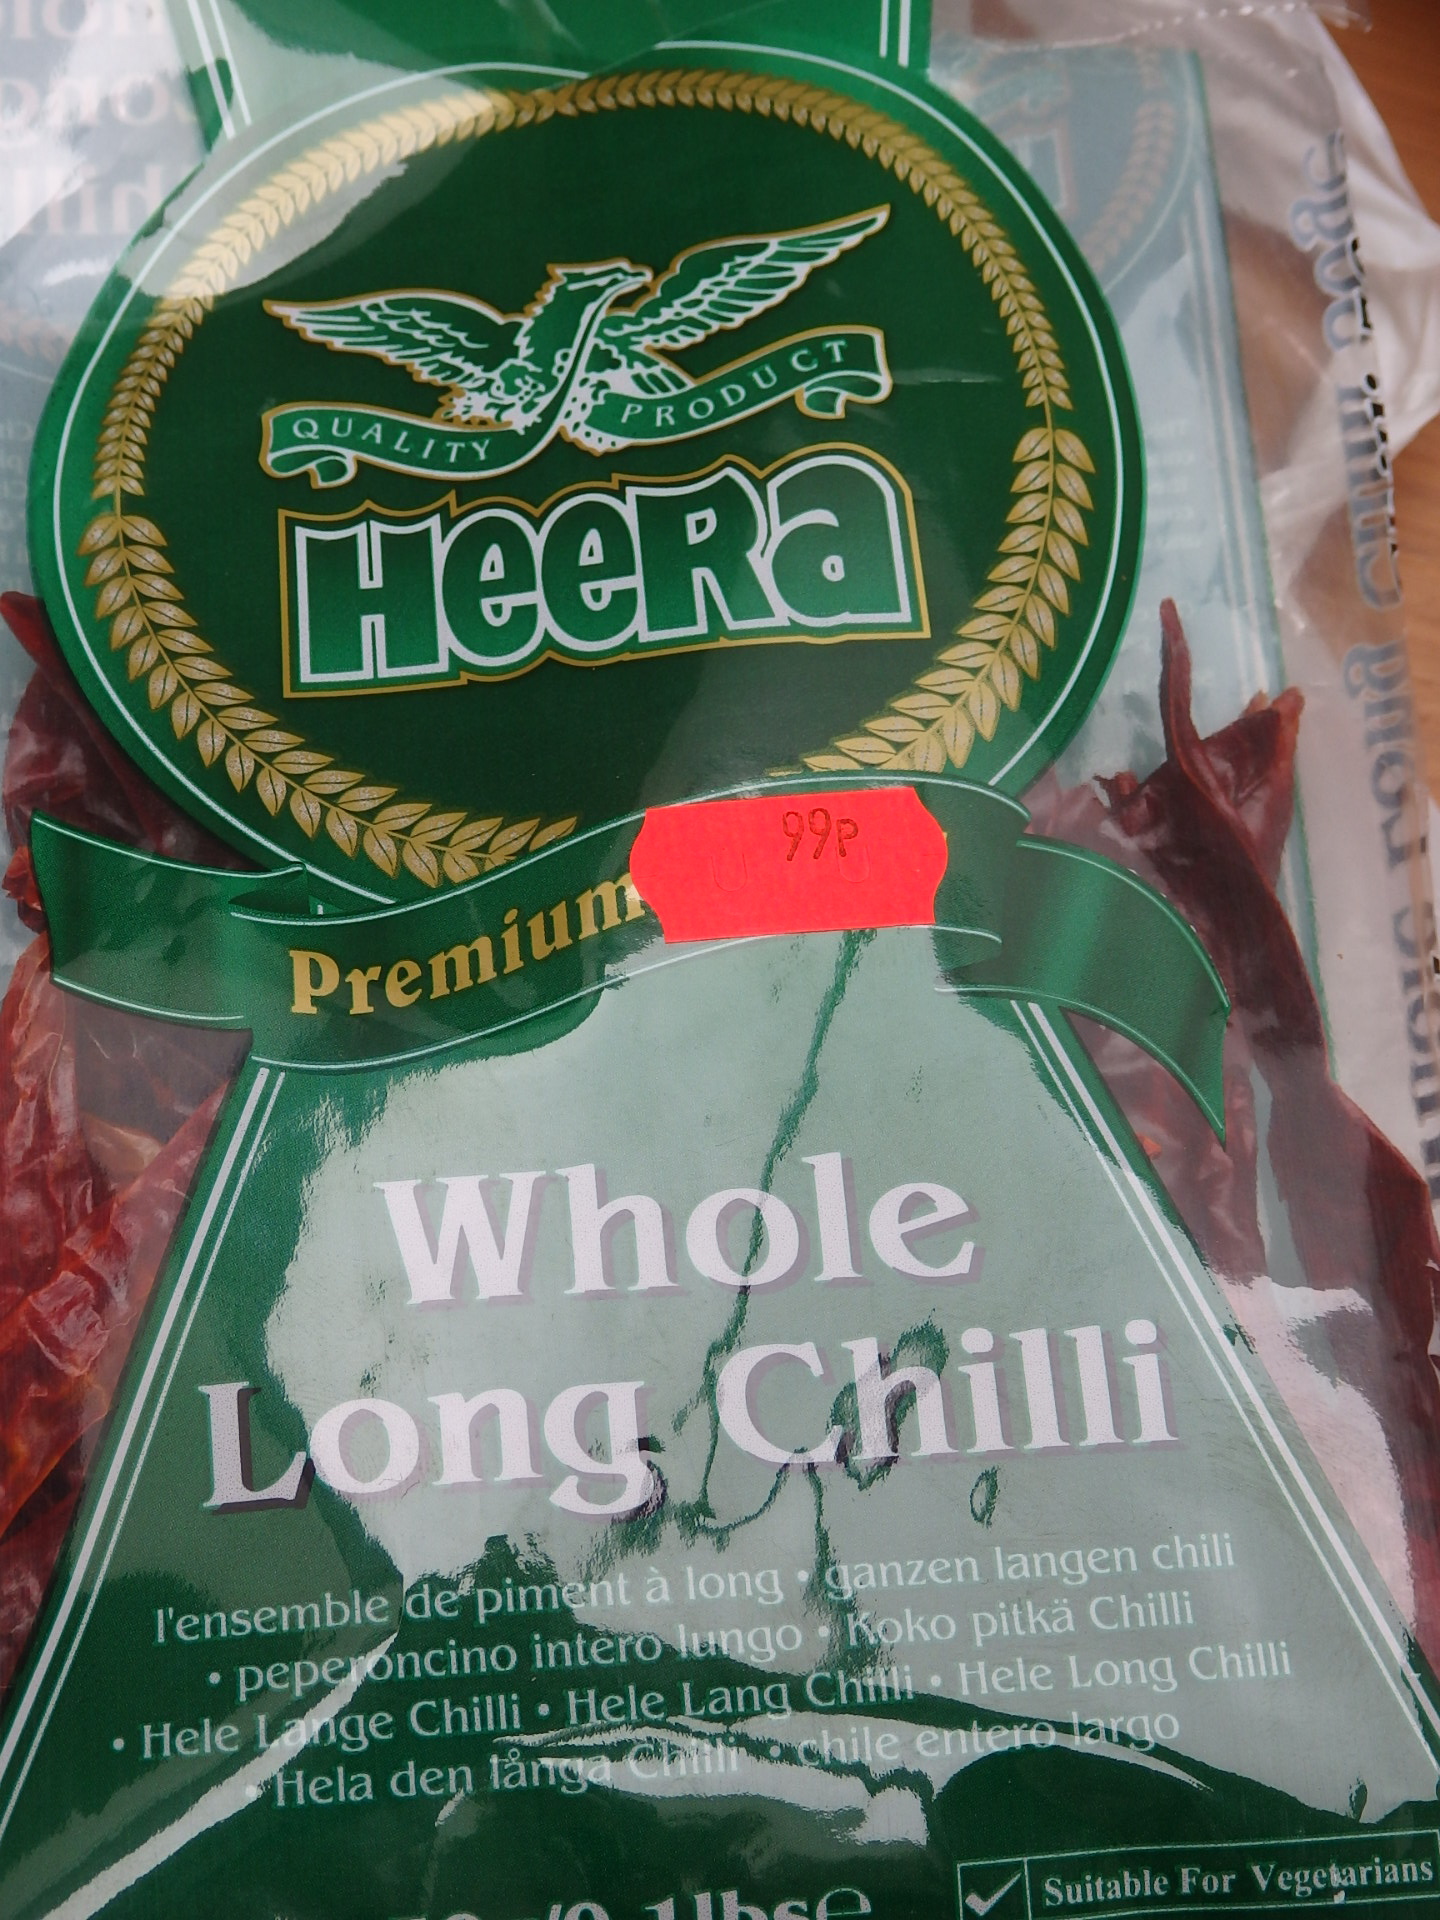 QUALITY PRODUCT
HeeRa
99P
Premium
Whole
Long Chilli
l'ensemble de piment à long • ganzen langen chili
• peperoncino intero lungo • Koko pitkä Chilli
• Hele Lange Chilli • Hele Lang Chilli • Hele Long Chilli
• Hela den långa Chilli • chile entero largo
Suitable For Vegetarians